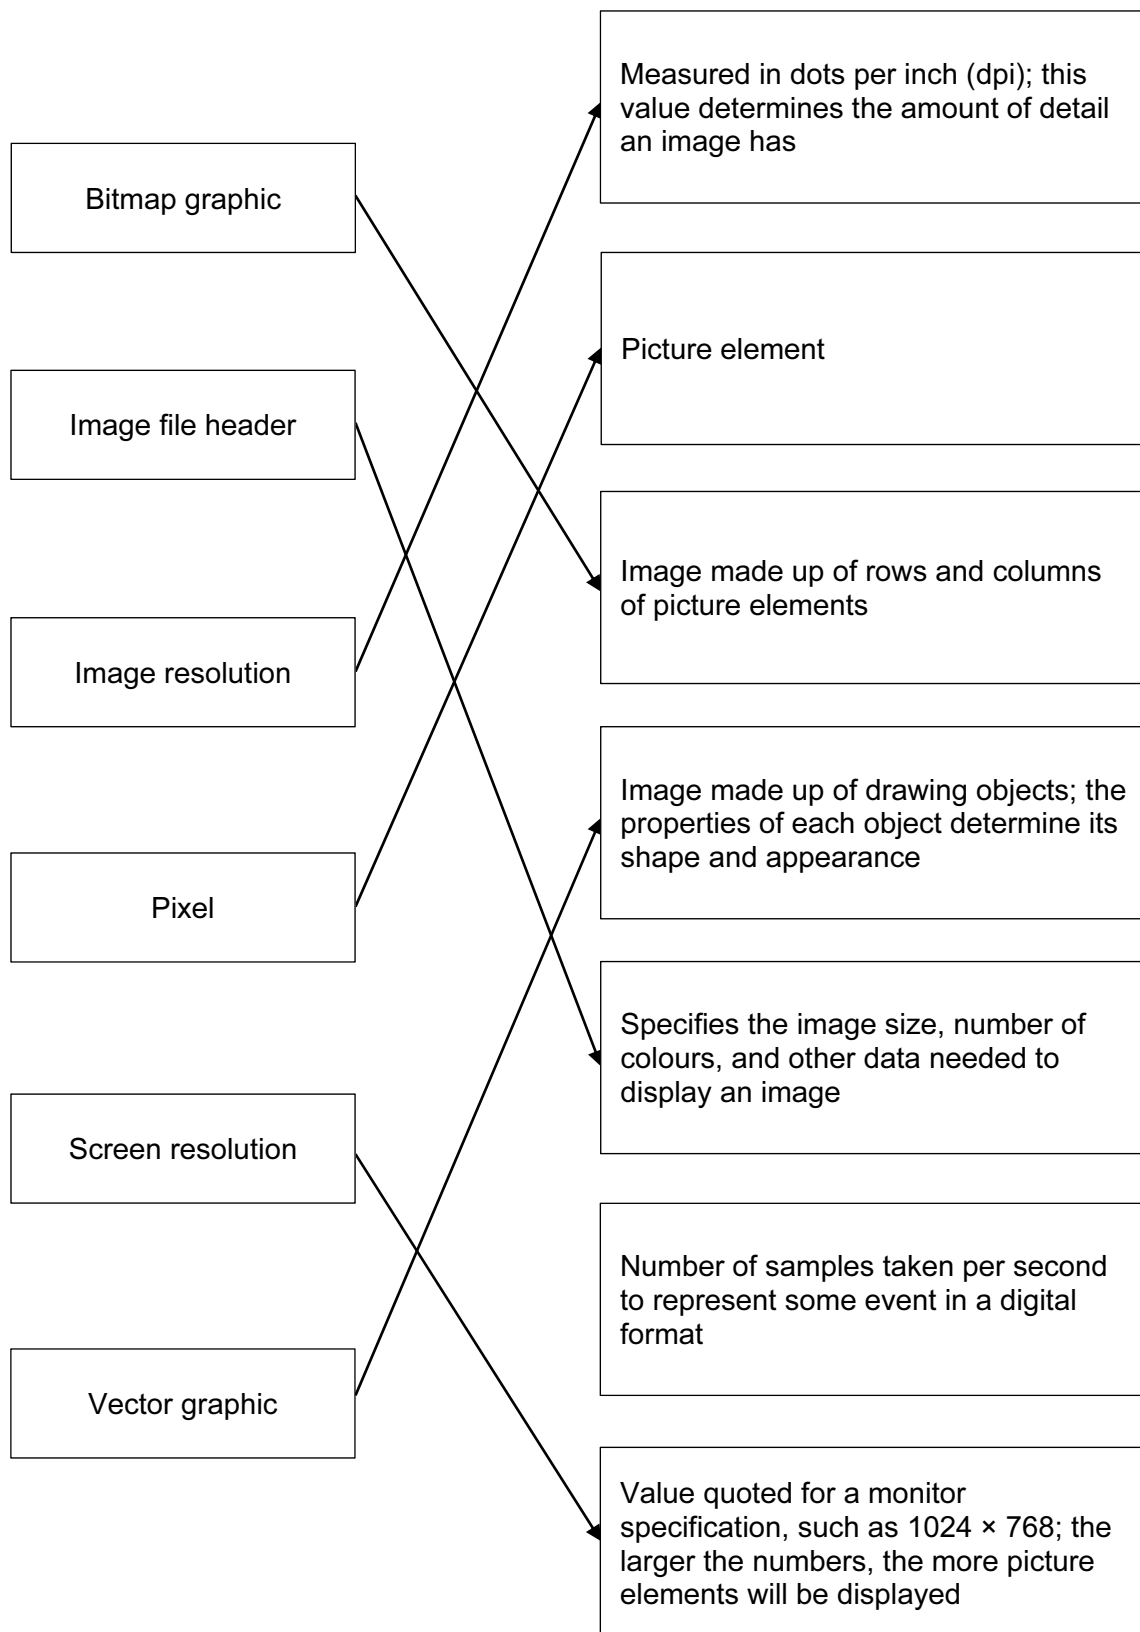 Bitmap graphic
Image file header
Image resolution
Pixel
Screen resolution
Vector graphic
Measured in dots per inch (dpi); this
value determines the amount of detail
an image has
Picture element
Image made up of rows and columns
of picture elements
Image made up of drawing objects; the
properties of each object determine its
shape and appearance
Specifies the image size, number of
colours, and other data needed to
display an image
Number of samples taken per second
to represent some event in a digital
format
Value quoted for a monitor
specification, such as 1024 × 768; the
larger the numbers, the more picture
elements will be displayed